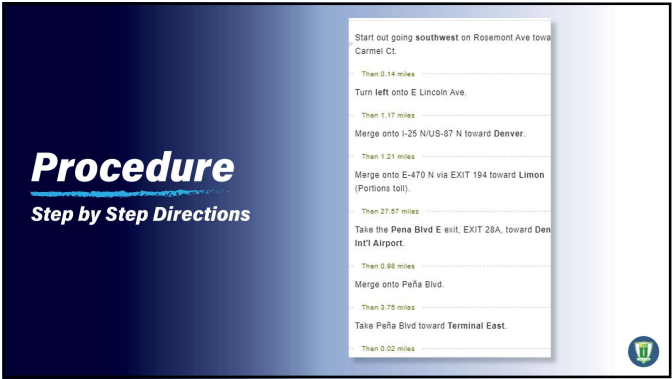 Procedure
Step by Step Directions
Start out going southwest on Rosemont Ave towa
Carmel Ct.
Then 0.14 miles
Turn left onto E Lincoln Ave.
Then 1.17 miles
Merge onto I-25 N/US-87 N toward Denver.
Then 1.21 miles
Merge onto E-470 N via EXIT 194 toward Limon
(Portions toll).
Then 27.67 miles
Take the Pena Blvd E exit, EXIT 28A, toward Den
Int'l Airport.
Then 0.98 miles
Merge onto Peña Blvd.
Then 3.75 miles
Take Peña Blvd toward Terminal East.
Then 0.02 miles